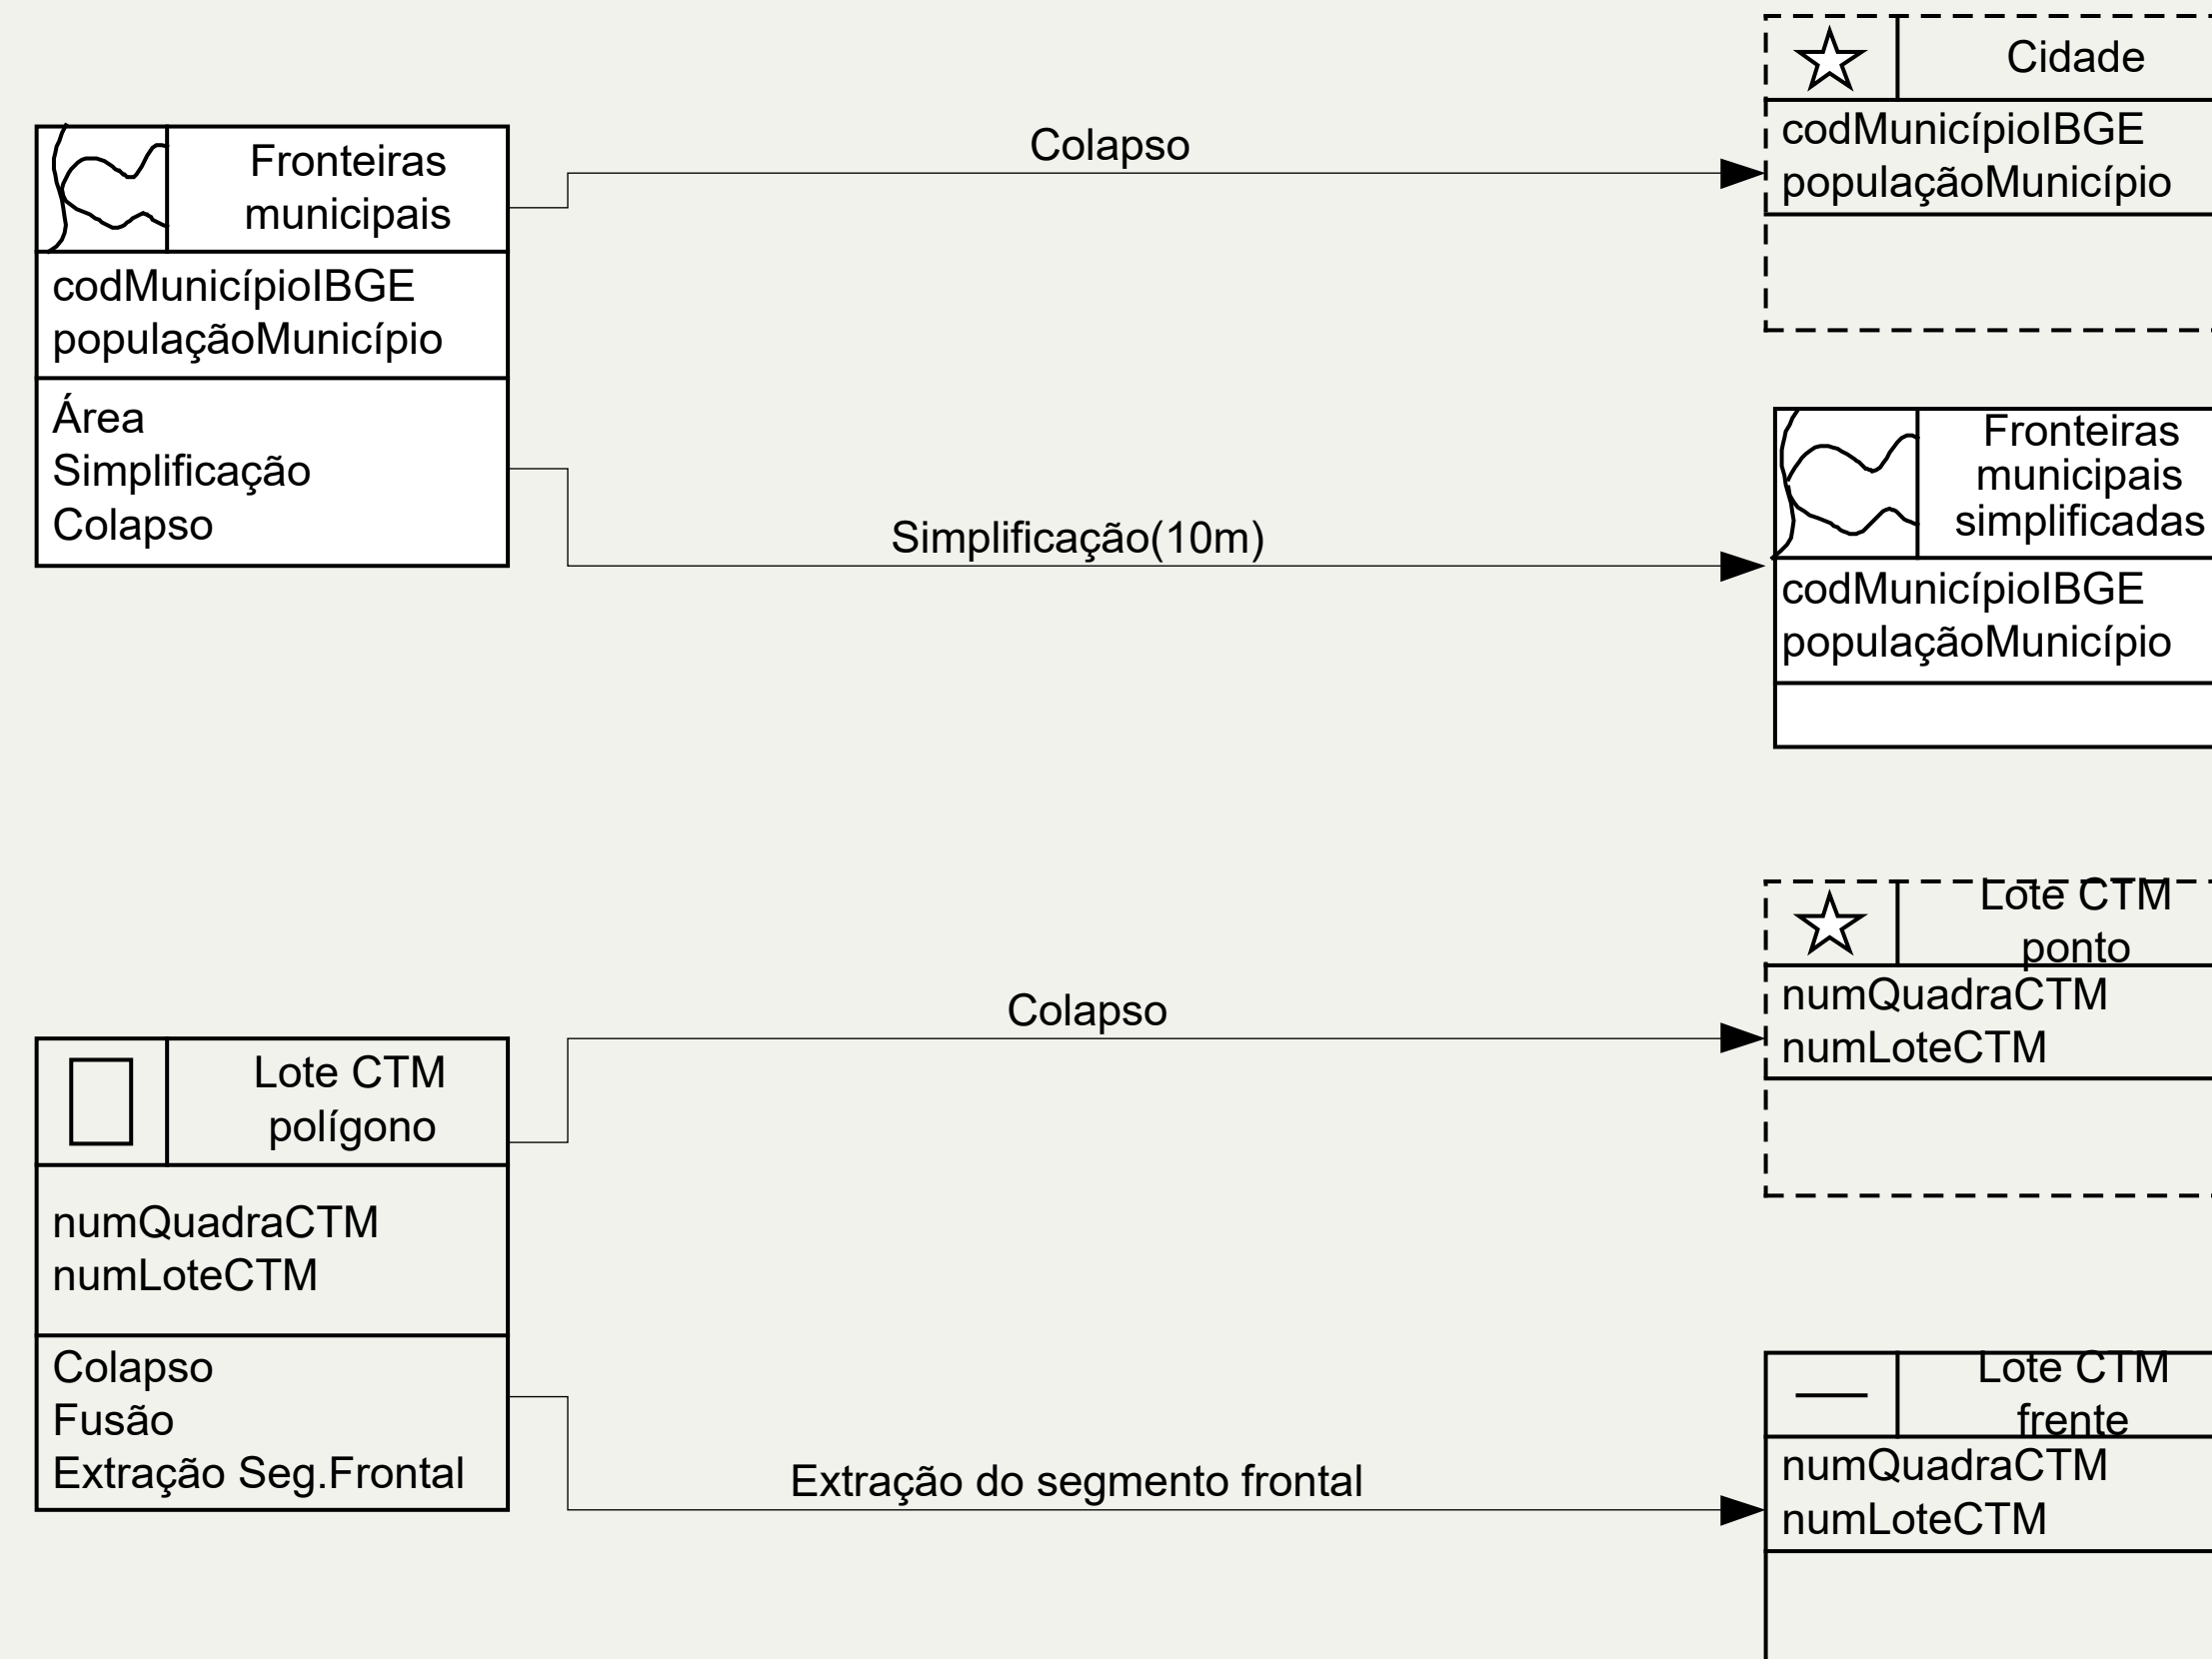 Cidade
codMunicípioIBGE
populaçãoMunicípio
Colapso
Fronteiras
municipais
codMunicípioIBGE
populaçãoMunicípio
Área
Simplificação
Colapso
Simplificação(10m)
Fronteiras
municipais
simplificadas
codMunicípioIBGE
populaçãoMunicípio
Lote CTM
ponto
numQuadraCTM
numLoteCTM
Colapso
Lote CTM
polígono
numQuadraCTM
numLoteCTM
Colapso
Fusão
Extração Seg.Frontal
Extração do segmento frontal
Lote CTM
frente
numQuadraCTM
numLoteCTM